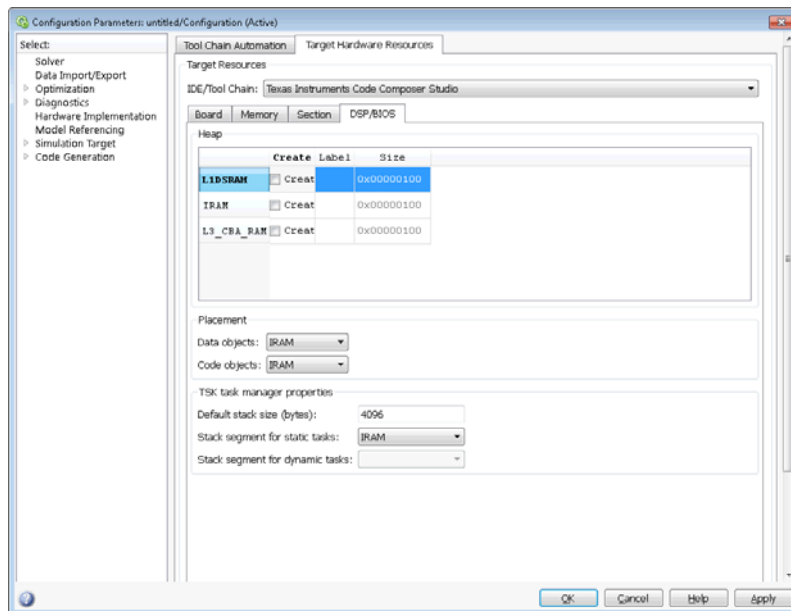 Configuration Parameters: untitled/Configuration (Active)
Select:
Solver
Data Import/Export
Optimization
Diagnostics
Hardware Implementation
Model Referencing
Simulation Target
Code Generation
Tool Chain Automation
Target Hardware Resources
Target Resources
IDE/Tool Chain: Texas Instruments Code Composer Studio
Board Memory Section DSP/BIOS
Heap
Create Label Size
L1DSRAM Creat 0x00000100
IRAM Creat 0x00000100
L3_CBA_RAM Creat 0x00000100
Placement
Data objects: IRAM
Code objects: IRAM
TSK task manager properties
Default stack size (bytes): 4096
Stack segment for static tasks: IRAM
Stack segment for dynamic tasks:
OK Cancel Help Apply